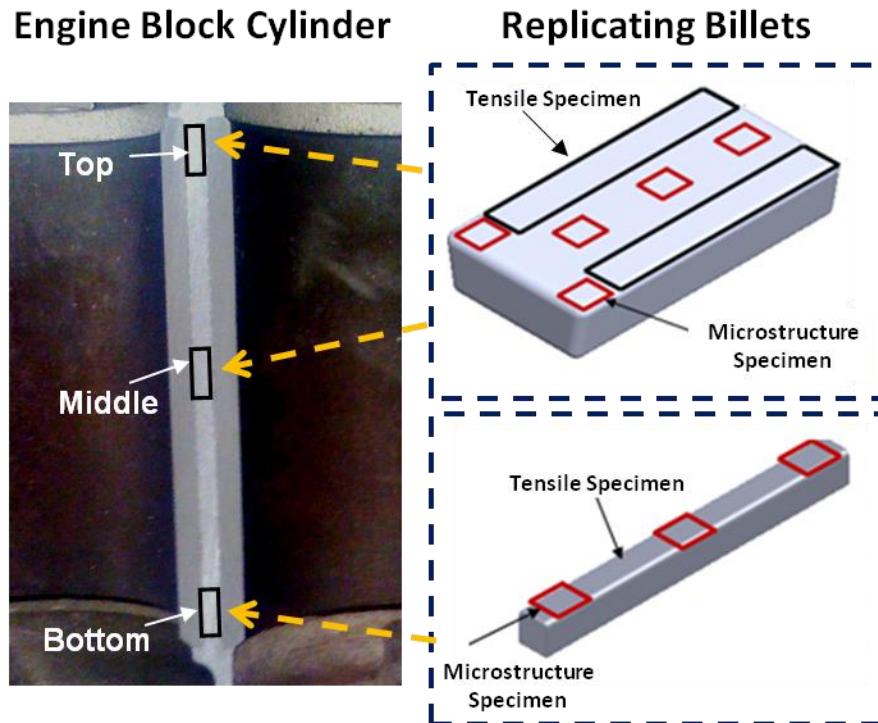 Engine Block Cylinder
Replicating Billets
Top
Middle
Bottom
Tensile Specimen
Microstructure
Specimen
Tensile Specimen
Microstructure
Specimen